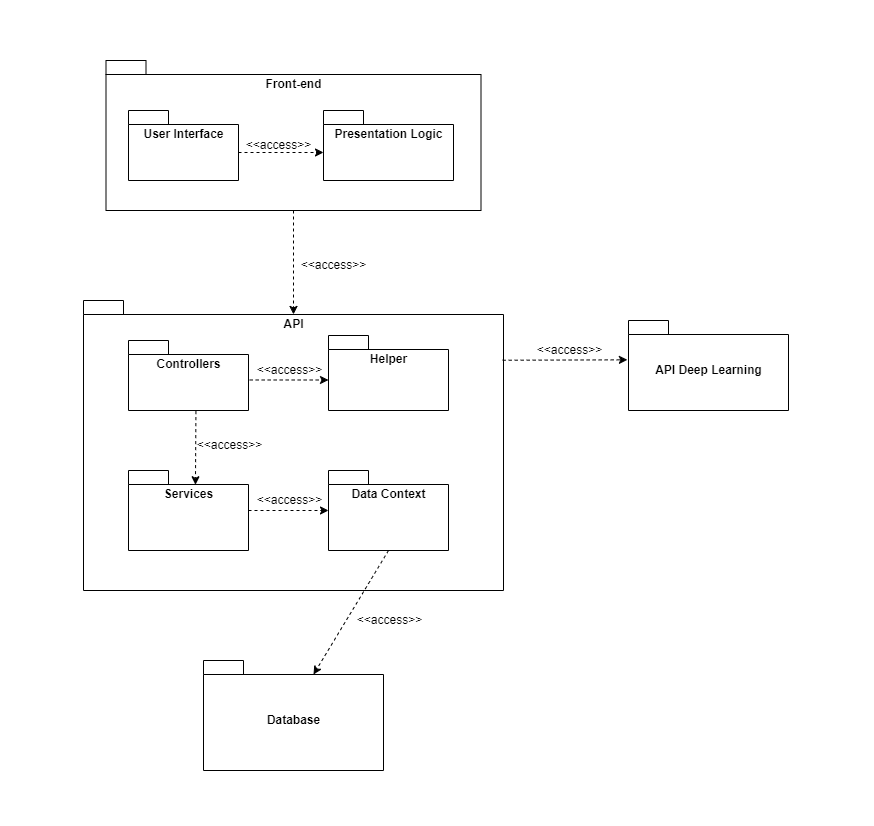 Front-end
User Interface
<<access>>
Presentation Logic
<<access>>
API
Controllers
<<access>>
Helper
<<access>>
API Deep Learning
<<access>>
Services
<<access>>
Data Context
<<access>>
Database